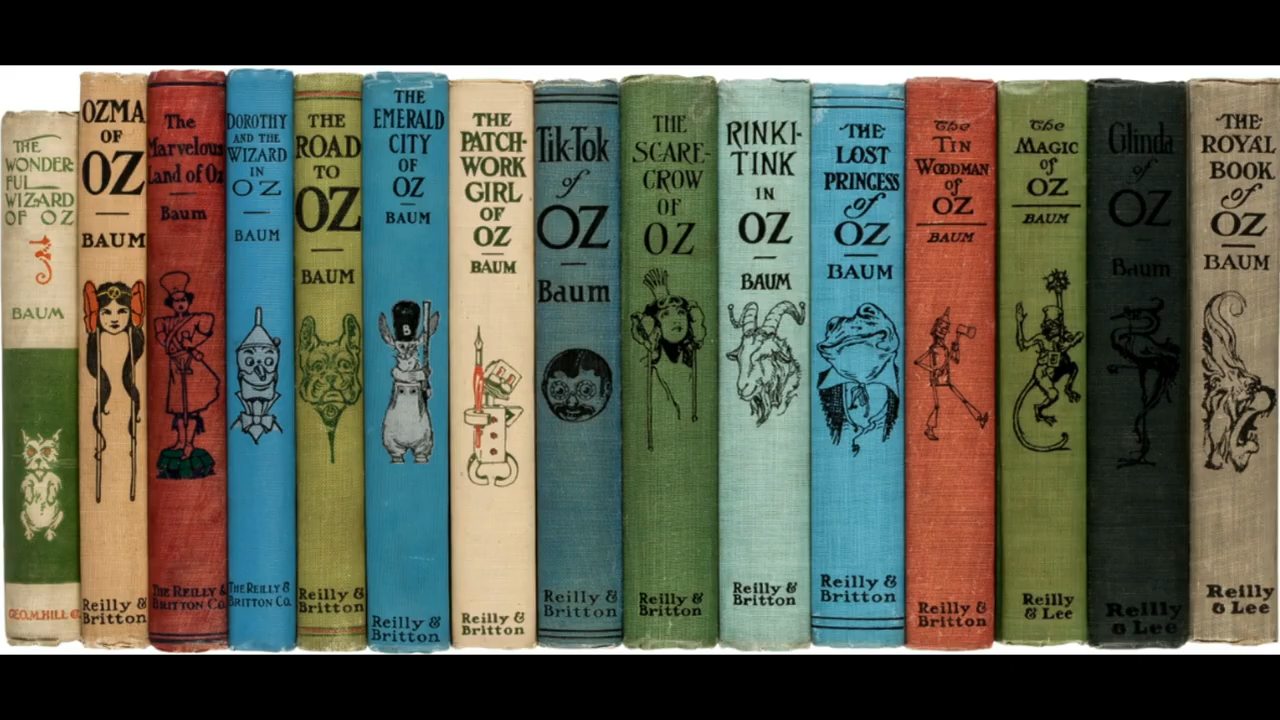 THE
WONDER-
FUL
WIZARD
OF OZ
BAUM
GEO.M.HILL Co.
OZMA
OF
OZ
BAUM
Reilly &
Britton
The
Marvelous
Land of Oz
Baum
THE REILLY &
BRITTON Co.
DOROTHY
AND THE
WIZARD
IN
OZ
BAUM
THE REILLY &
BRITTON Co.
THE
ROAD
TO
OZ
BAUM
Reilly &
Britton
THE
EMERALD
CITY
OF
OZ
BAUM
B
Reilly &
Britton
THE
PATCH-
WORK
GIRL
OF
OZ
BAUM
Reilly &
Britton
Tik-Tok
of
OZ
Baum
Reilly &
Britton
THE
SCARE-
CROW
OF
OZ
Reilly &
Britton
RINKI-
TINK
IN
OZ
BAUM
Reilly &
Britton
THE
LOST
PRINCESS
of
OZ
BAUM
Reilly &
Britton
The
TIN
WOODMAN
of
OZ
BAUM
Reilly &
Britton
The
MAGIC
of
OZ
BAUM
Reilly
& Lee
Glinda
of
OZ
Baum
Reilly
& Lee
THE
ROYAL
BOOK
of
OZ
BAUM
Reilly
& Lee